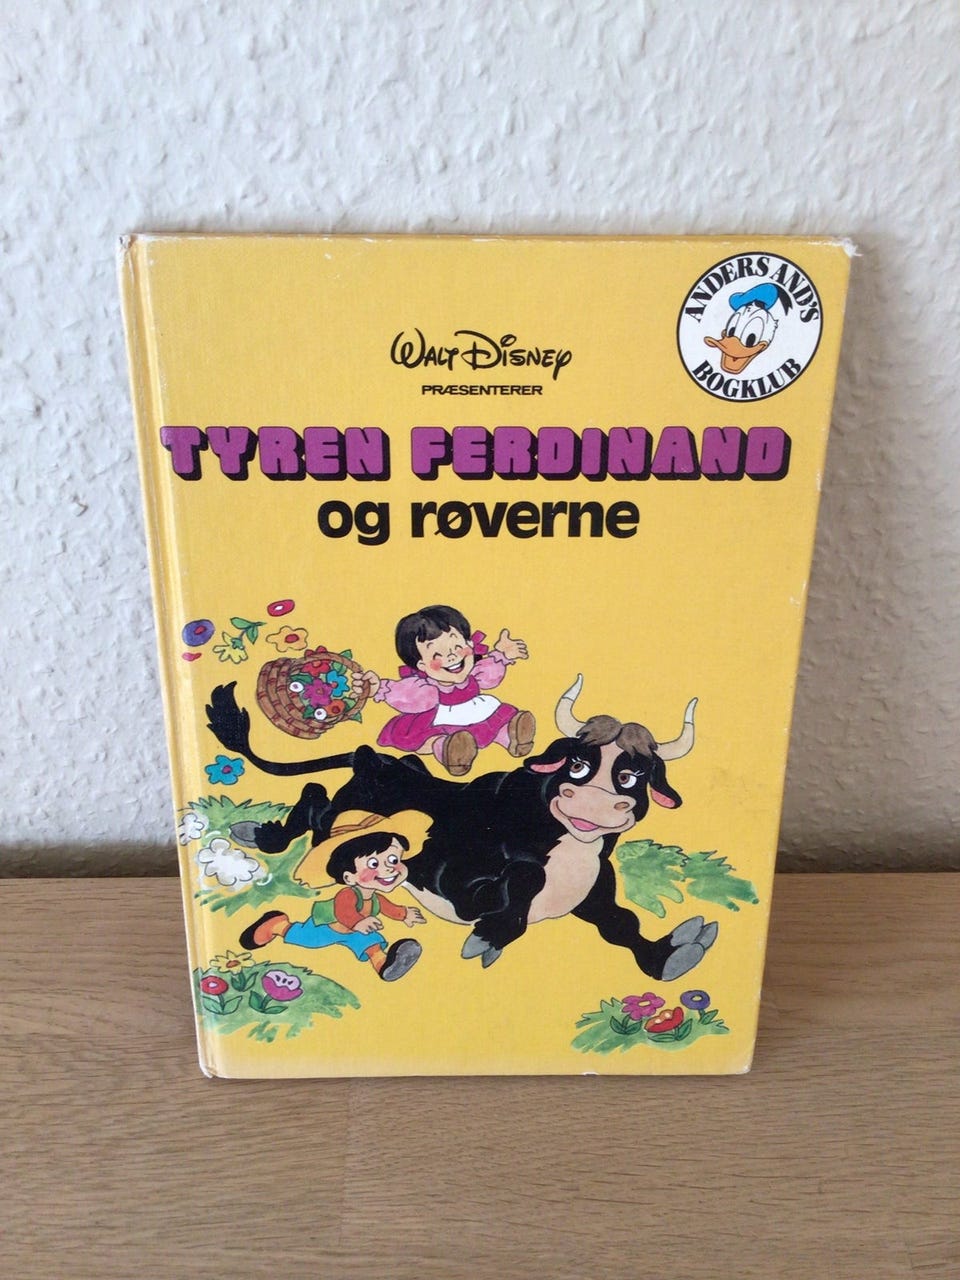 ANDERS AND'S
BOGKLUB
WALT DISNEY
PRÆSENTERER
TYREN FERDINAND
og røverne